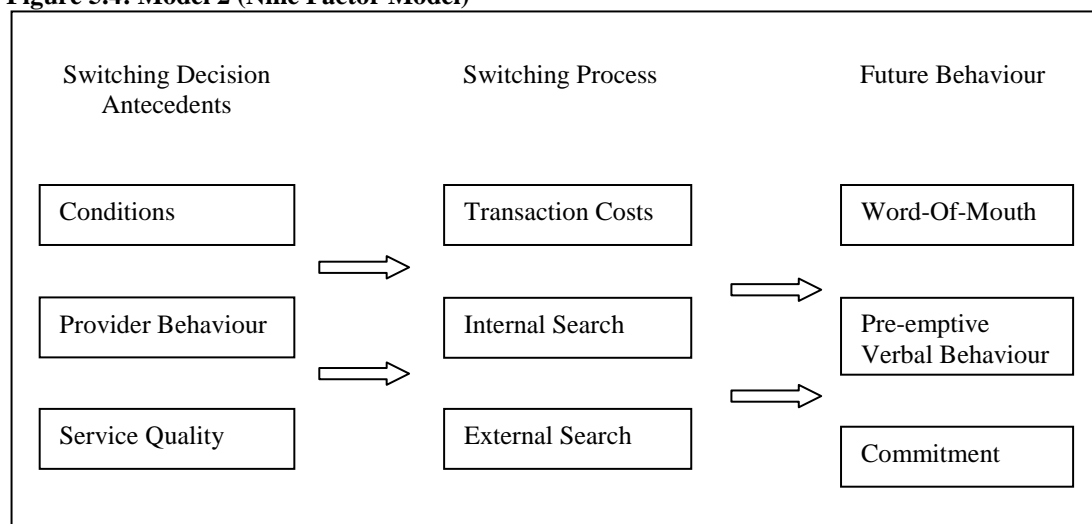 Figure 5.4: Model 2 (Nine Factor Model)
Switching Decision
Antecedents
Switching Process
Future Behaviour
Conditions
Transaction Costs
Word-Of-Mouth
Provider Behaviour
Internal Search
Pre-emptive
Verbal Behaviour
Service Quality
External Search
Commitment